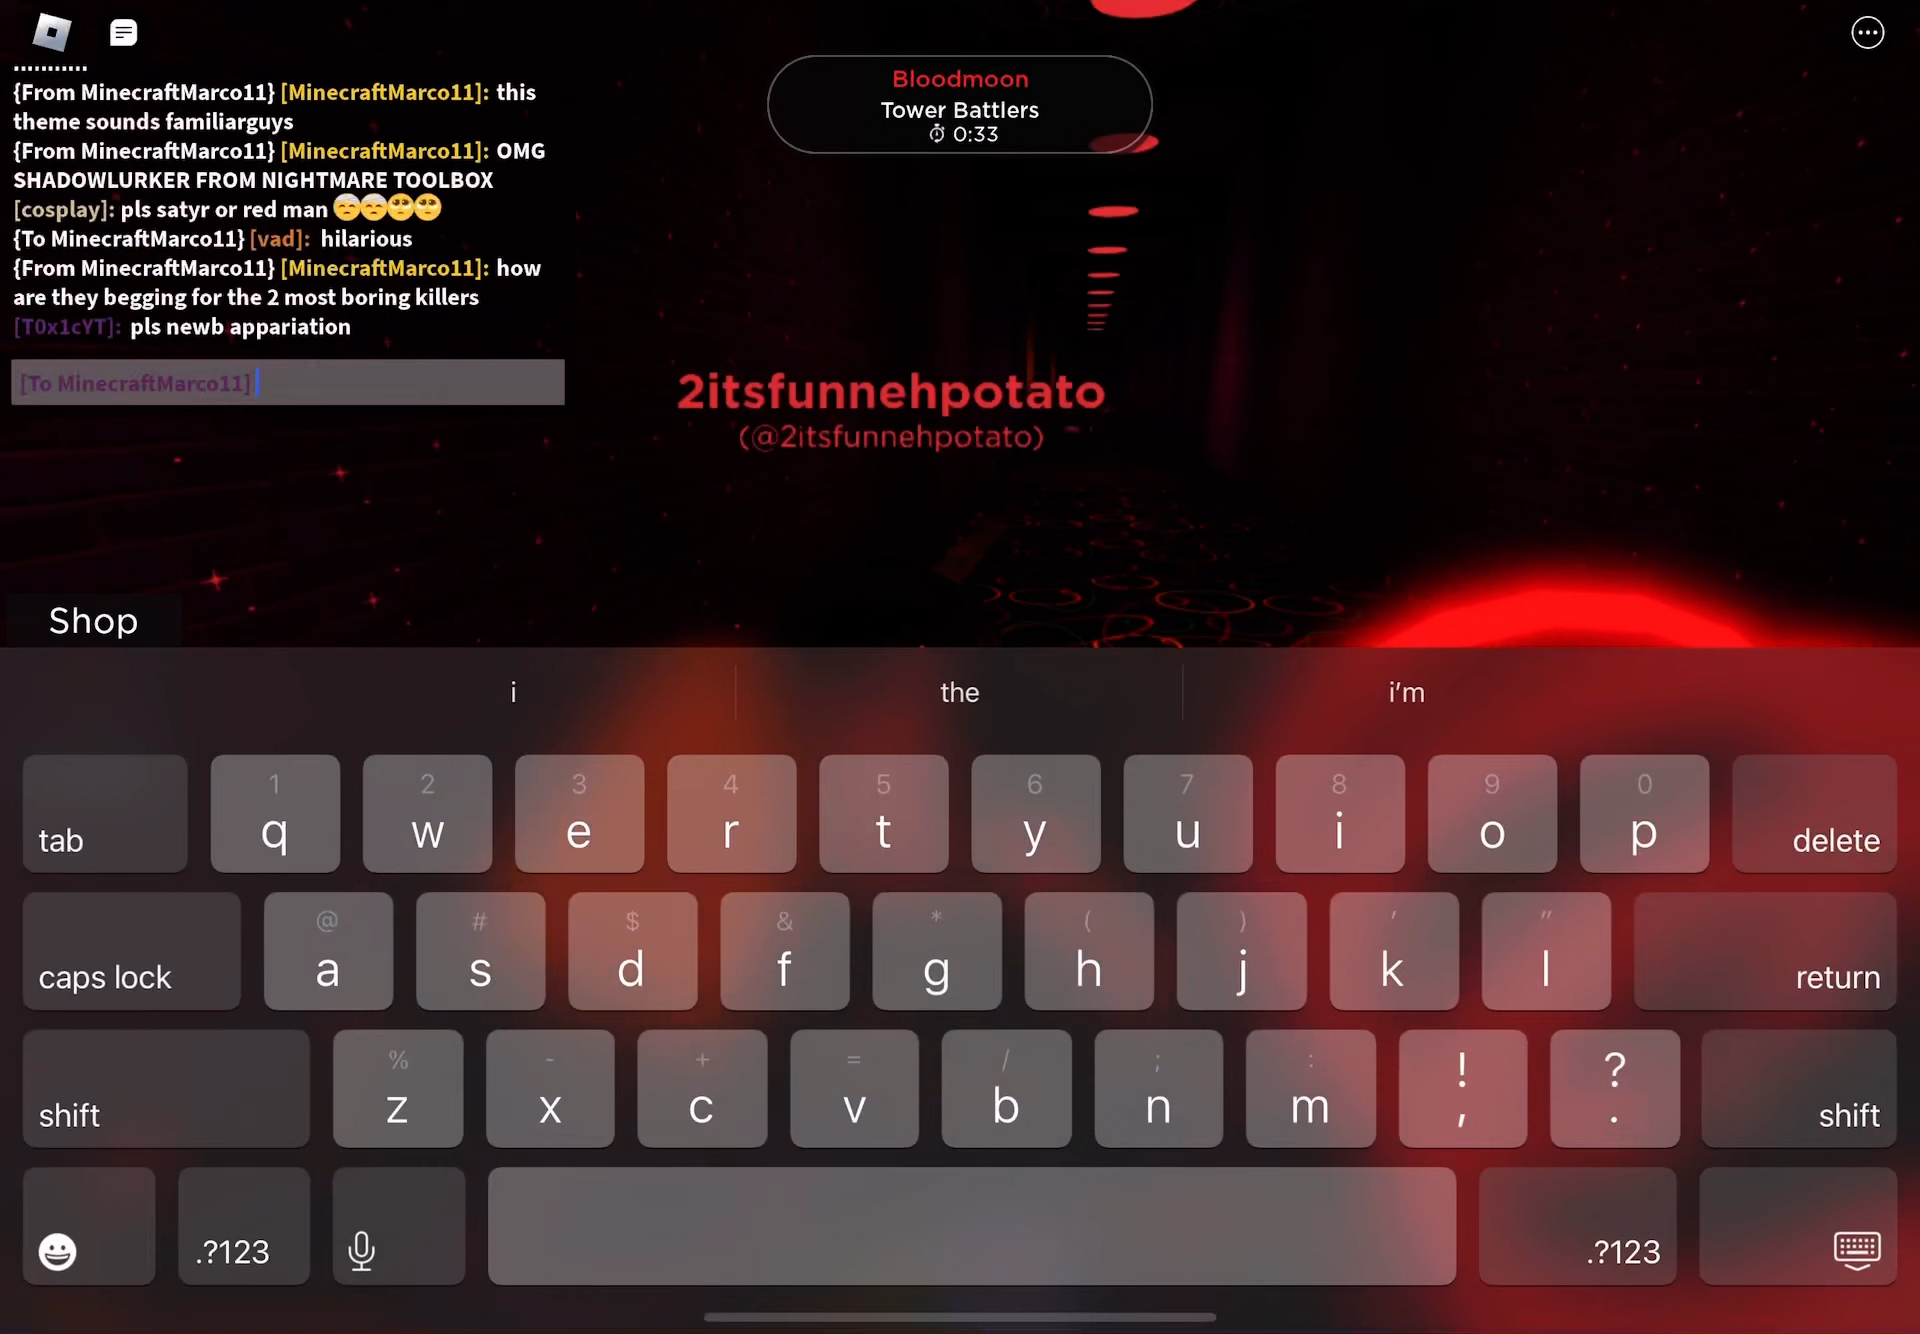 {From MinecraftMarco11} [MinecraftMarco11]: this
theme sounds familiarguys
{From MinecraftMarco11} [MinecraftMarco11]: OMG
SHADOWLURKER FROM NIGHTMARE TOOLBOX
[cosplay]: pls satyr or red man 😔😔🥺🥺
{To MinecraftMarco11} [vad]: hilarious
{From MinecraftMarco11} [MinecraftMarco11]: how
are they begging for the 2 most boring killers
[T0x1cYT]: pls newb appariation
[To MinecraftMarco11]
Bloodmoon
Tower Battlers
0:33
2itsfunnehpotato
(@2itsfunnehpotato)
Shop
i the i'm
1 2 3 4 5 6 7 8 9 0
tab q w e r t y u i o p delete
@ # $ & * ( ) ' "
caps lock a s d f g h j k l return
% - + = / ; : ! ?
shift z x c v b n m , . shift
.?123 .?123